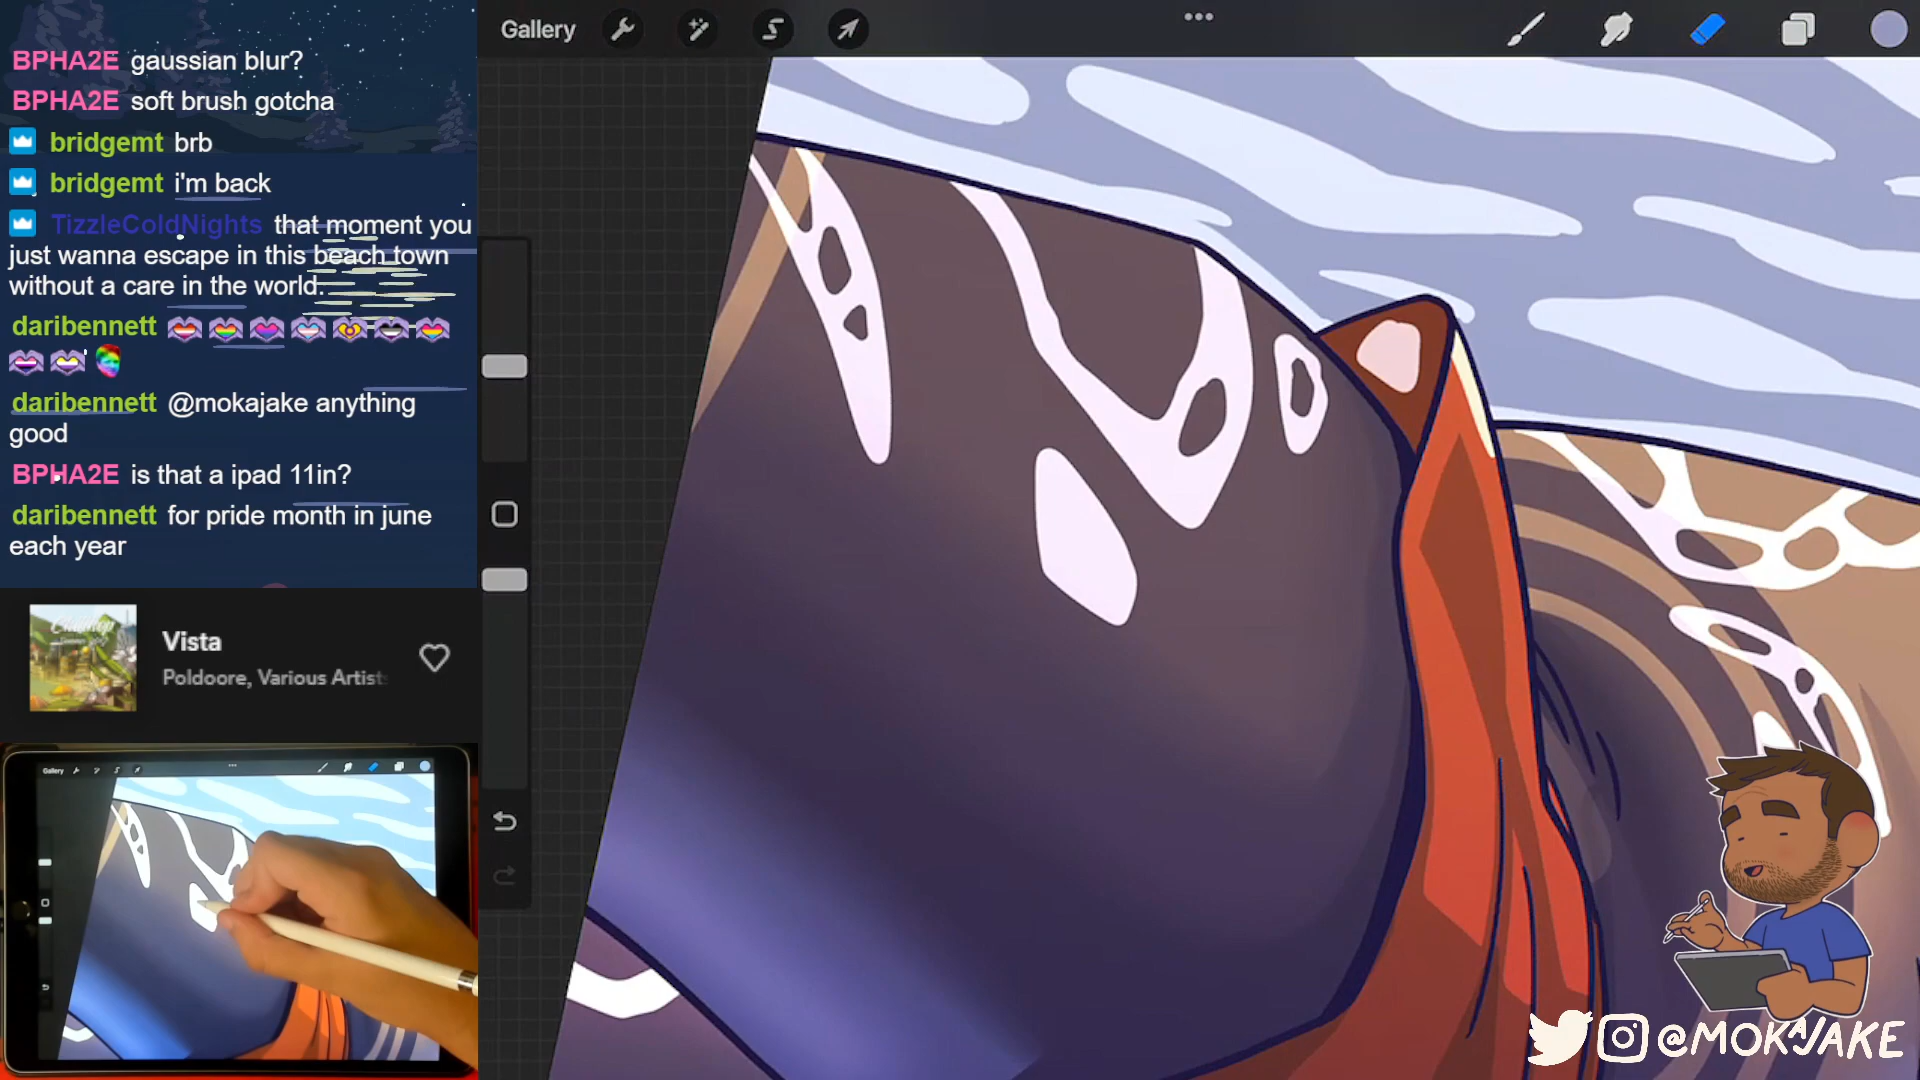 BPHA2E gaussian blur?
BPHA2E soft brush gotcha
bridgemt brb
bridgemt i'm back
TizzleColdNights that moment you
just wanna escape in this beach town
without a care in the world.
daribennett
daribennett @mokajake anything
good
BPHA2E is that a ipad 11in?
daribennett for pride month in june
each year
Vista
Poldoore, Various Artists
Gallery
Gallery
@MOKAJAKE